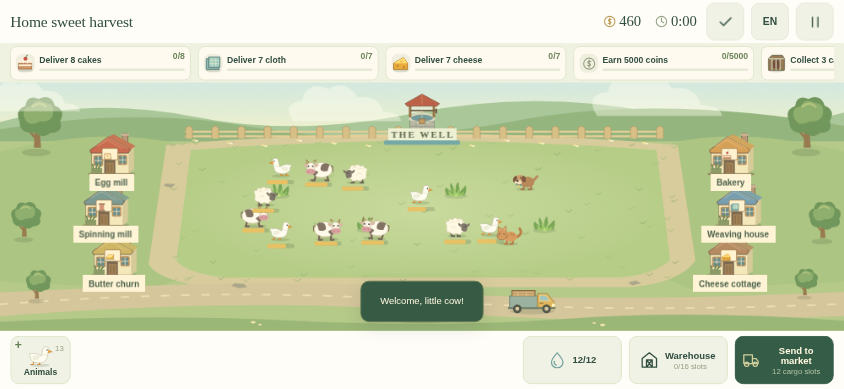 Home sweet harvest
460
0:00
EN
Deliver 8 cakes
0/8
Deliver 7 cloth
0/7
Deliver 7 cheese
0/7
Earn 5000 coins
0/5000
Collect 3 c
THE WELL
Egg mill
Bakery
Spinning mill
Weaving house
Butter churn
Cheese cottage
Welcome, little cow!
+
13
Animals
12/12
Warehouse
0/16 slots
Send to
market
12 cargo slots